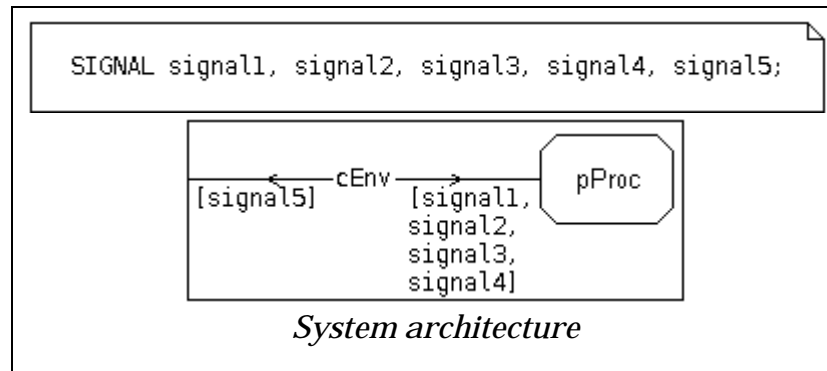 SIGNAL signal1, signal2, signal3, signal4, signal5;
cEnv
pProc
[signal5]
[signal1,
signal2,
signal3,
signal4]
System architecture